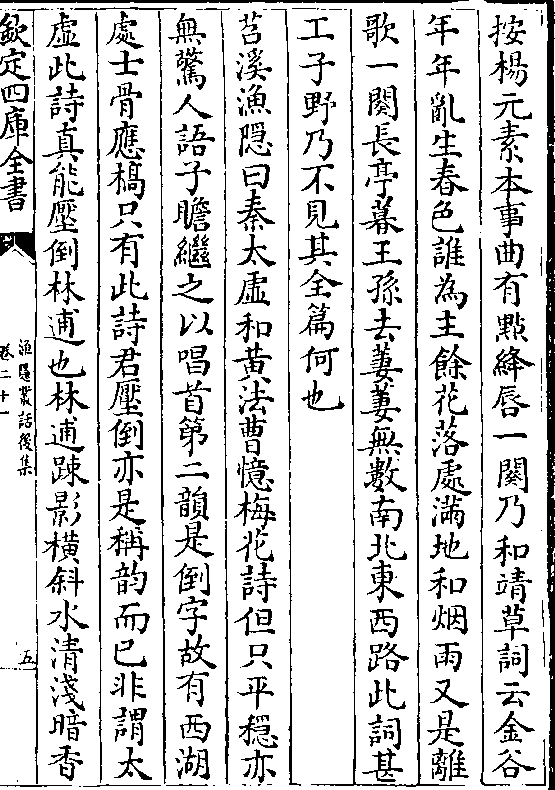 按楊元素本事曲有㸃絳唇一闋乃和靖草詞云金谷
年年亂生春色誰為主餘花落處滿地和烟雨又是離
歌一闋長亭暮王孫去萋萋無數南北東西路此詞甚
工子野乃不見其全篇何也
苕溪漁隱曰秦太虛和黃法曹憶梅花詩但只平穩亦
無驚人語子瞻繼之以唱首第二韻是倒字故有西湖
處士骨應槁只有此詩君壓倒亦是稱韵而已非謂太
虛此詩真能壓倒林逋也林逋踈影橫斜水清淺暗香
欽定四庫全書
漁隱叢話後集
卷二十一
五